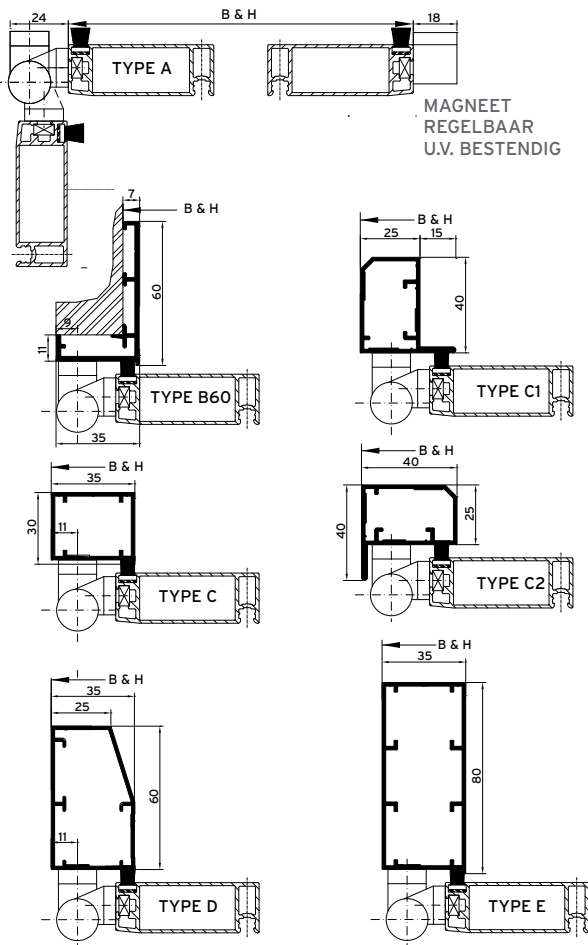 24
B & H
18
TYPE A
MAGNEET
REGELBAAR
U.V. BESTENDIG
7
B & H
60
9
11
TYPE B60
35
B & H
25
15
40
TYPE C1
B & H
35
30
11
TYPE C
B & H
40
40
25
TYPE C2
B & H
35
25
60
11
TYPE D
B & H
35
80
TYPE E